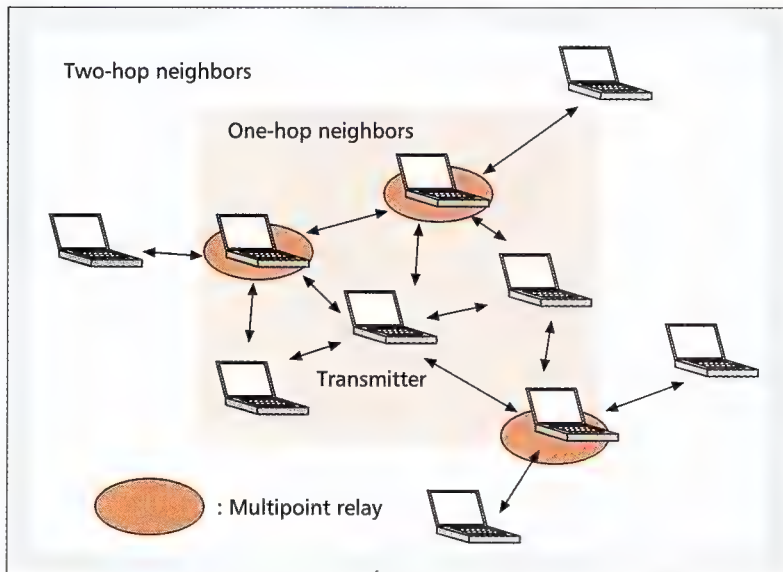 Two-hop neighbors
One-hop neighbors
Transmitter
: Multipoint relay